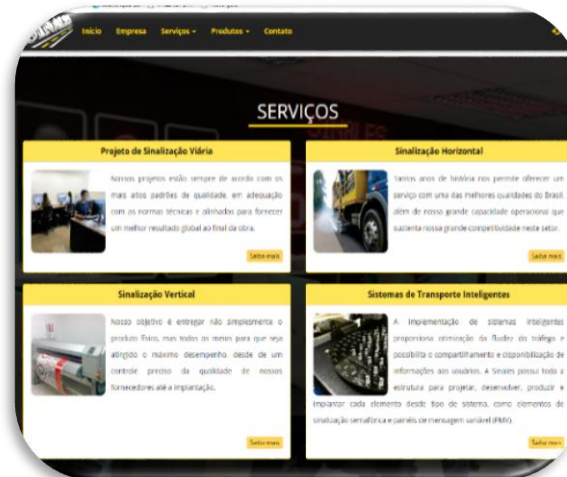 Início Empresa Serviços Produtos Contato
SERVIÇOS
Projeto de Sinalização Viária
Nossos projetos estão sempre de acordo com os
mais altos padrões de qualidade, em adequação
com as normas técnicas e alinhados para fornecer
um melhor resultado global ao final da obra.
Saiba mais
Sinalização Horizontal
Tantos anos de história nos permite oferecer um
serviço com uma das melhores qualidades do Brasil,
além de nossa grande capacidade operacional que
sustenta nossa grande competitividade neste setor.
Saiba mais
Sinalização Vertical
Nosso objetivo é entregar não simplesmente o
produto físico, mas todos os meios para que seja
atingido o máximo desempenho, desde de um
controle preciso da qualidade de nossos
fornecedores até a implantação.
Saiba mais
Sistemas de Transporte Inteligentes
A Implementação de sistemas inteligentes
proporciona otimização da fluidez do tráfego e
possibilita o compartilhamento e disponibilização de
informações aos usuários. A Sinales possui toda a
estrutura para projetar, desenvolver, produzir e
implantar cada elemento desde tipo de sistema, como elementos de
sinalização semafórica e painéis de mensagem variável (PMV).
Saiba mais